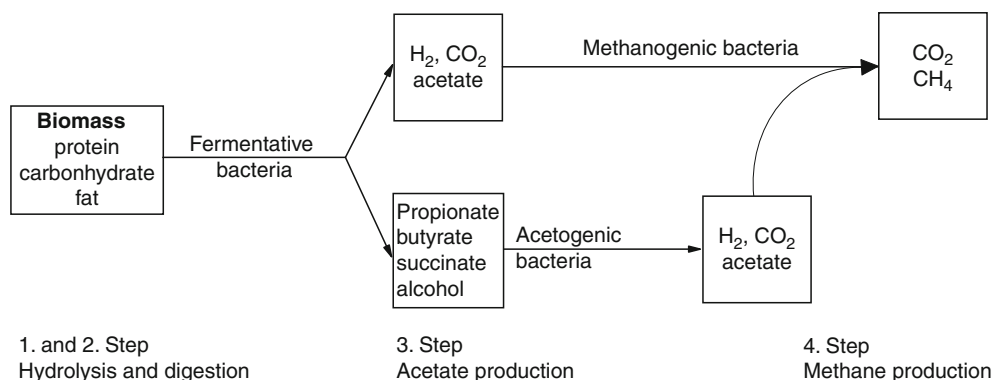 Biomass
protein
carbonhydrate
fat
Fermentative
bacteria
H₂, CO₂
acetate
Methanogenic bacteria
CO₂
CH₄
Propionate
butyrate
succinate
alcohol
Acetogenic
bacteria
H₂, CO₂
acetate
1. and 2. Step
Hydrolysis and digestion
3. Step
Acetate production
4. Step
Methane production